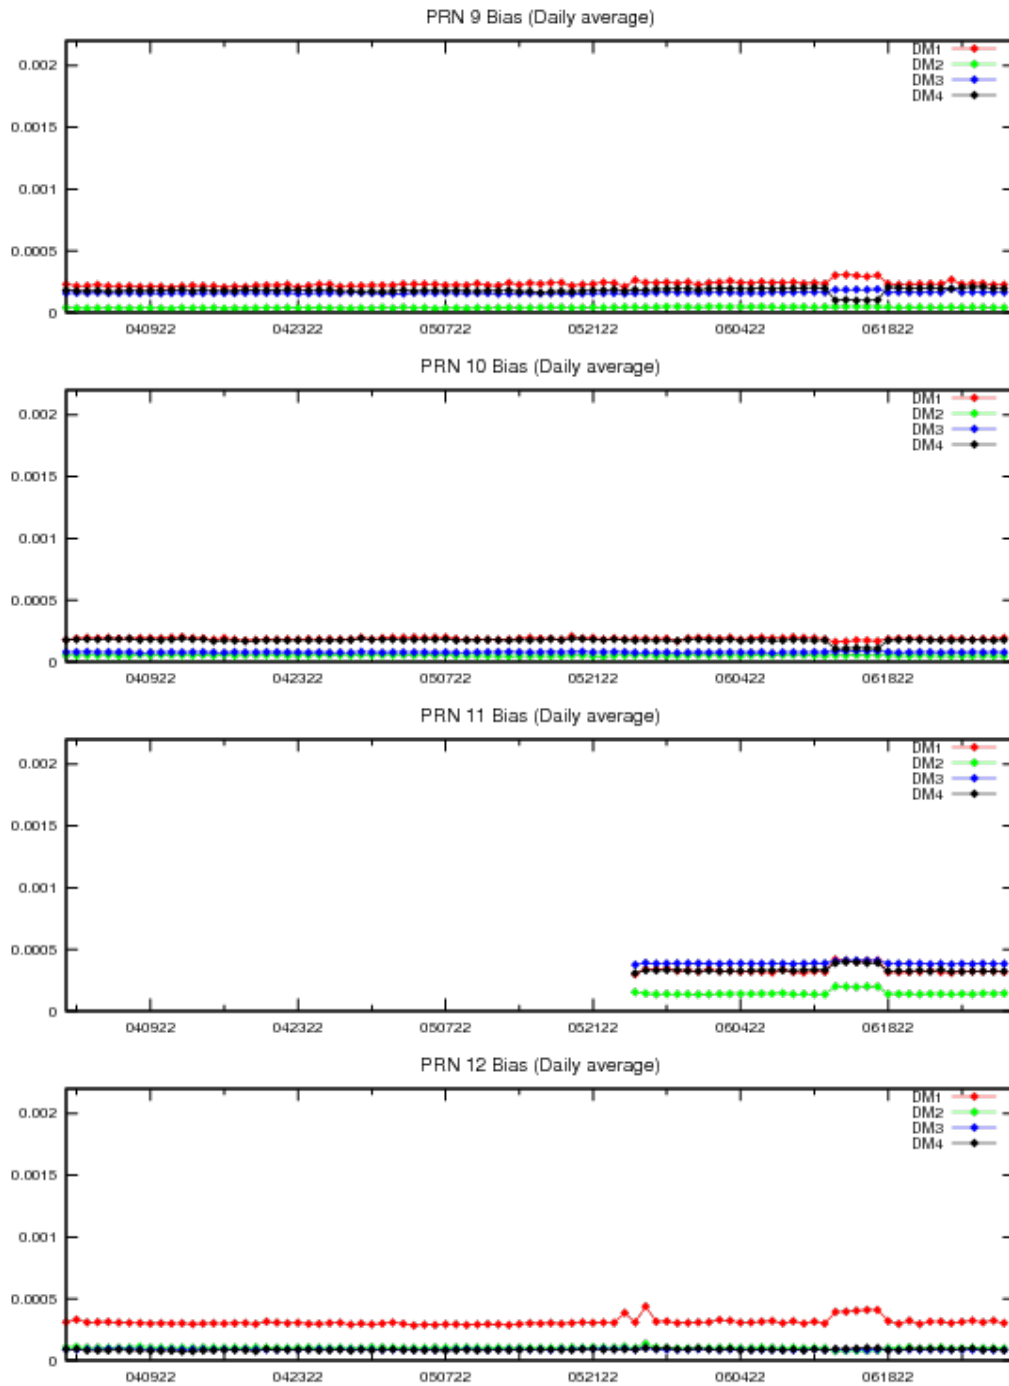 PRN 9 Bias (Daily average)
DM1
DM2
DM3
DM4
0.002
0.0015
0.001
0.0005
0
040922 042322 050722 052122 060422 061822
PRN 10 Bias (Daily average)
DM1
DM2
DM3
DM4
0.002
0.0015
0.001
0.0005
0
040922 042322 050722 052122 060422 061822
PRN 11 Bias (Daily average)
DM1
DM2
DM3
DM4
0.002
0.0015
0.001
0.0005
0
040922 042322 050722 052122 060422 061822
PRN 12 Bias (Daily average)
DM1
DM2
DM3
DM4
0.002
0.0015
0.001
0.0005
0
040922 042322 050722 052122 060422 061822